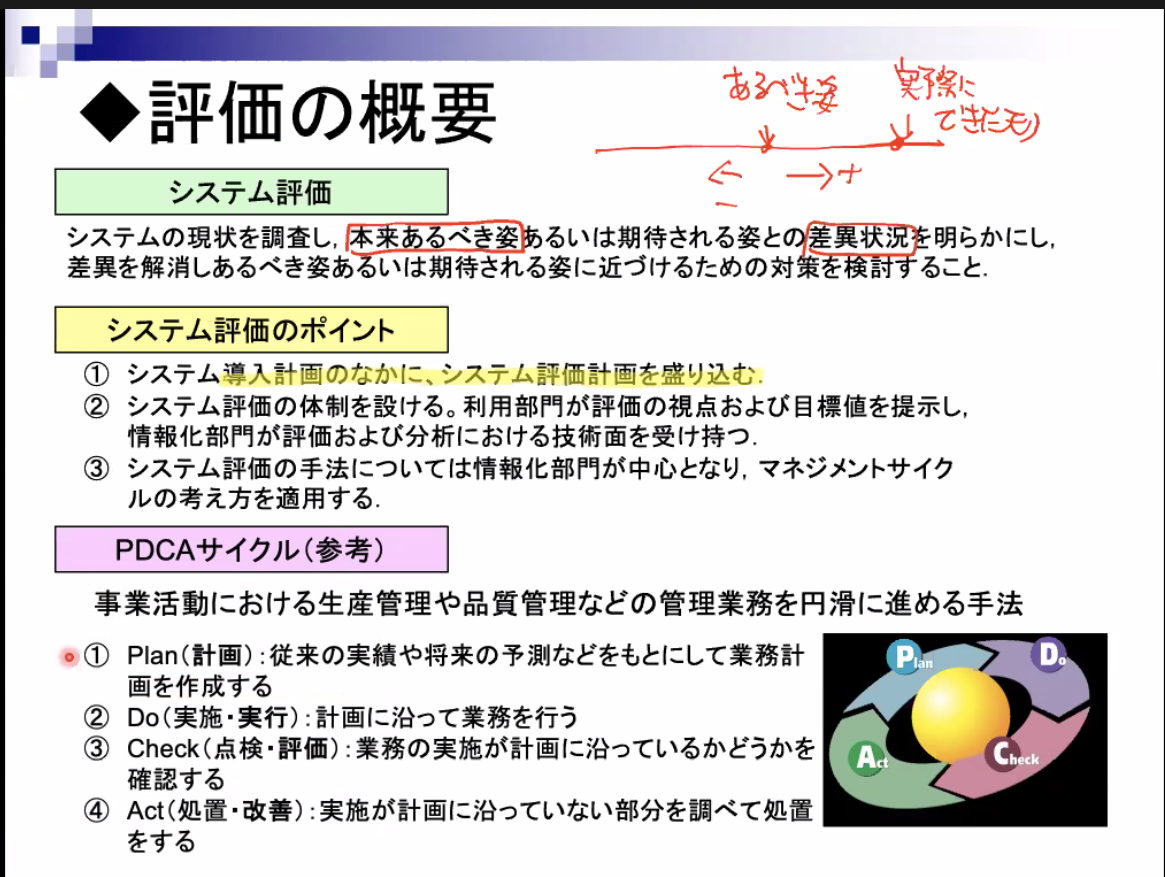 ◆評価の概要
あるべき姿
実際に
できたモノ
← → +
−
システム評価
システムの現状を調査し，本来あるべき姿あるいは期待される姿との差異状況を明らかにし，
差異を解消しあるべき姿あるいは期待される姿に近づけるための対策を検討すること．
システム評価のポイント
① システム導入計画のなかに、システム評価計画を盛り込む．
② システム評価の体制を設ける。利用部門が評価の視点および目標値を提示し，
情報化部門が評価および分析における技術面を受け持つ．
③ システム評価の手法については情報化部門が中心となり，マネジメントサイク
ルの考え方を適用する．
PDCAサイクル（参考）
事業活動における生産管理や品質管理などの管理業務を円滑に進める手法
① Plan（計画）：従来の実績や将来の予測などをもとにして業務計
画を作成する
② Do（実施・実行）：計画に沿って業務を行う
③ Check（点検・評価）：業務の実施が計画に沿っているかどうかを
確認する
④ Act（処置・改善）：実施が計画に沿っていない部分を調べて処置
をする
Plan
Do
Act
Check